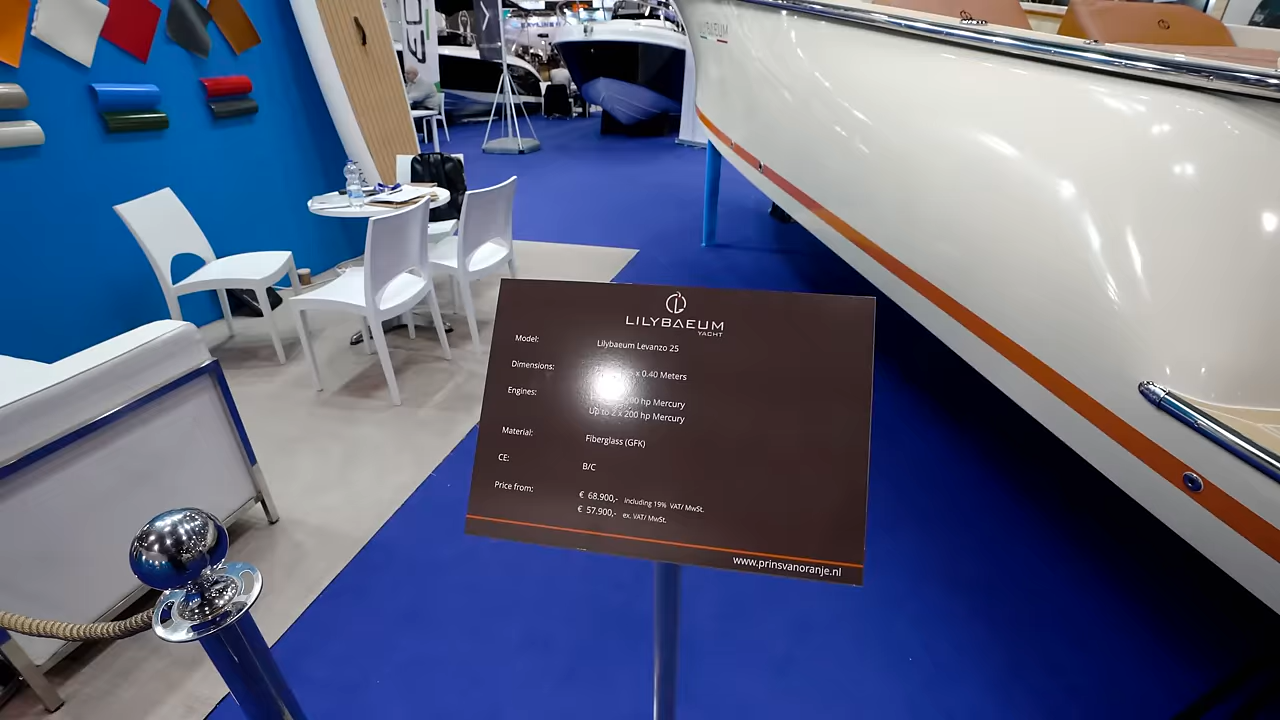 LILYBAEUM
LILYBAEUM
YACHT
Model: Lilybaeum Levanzo 25
Dimensions: x 0.40 Meters
Engines: hp Mercury
Up to 2 x 200 hp Mercury
Material: Fiberglass (GFK)
CE: B/C
Price from: € 68.900,- including 19% VAT/ MwSt.
€ 57.900,- ex. VAT/ MwSt.
www.prinsvanoranje.nl